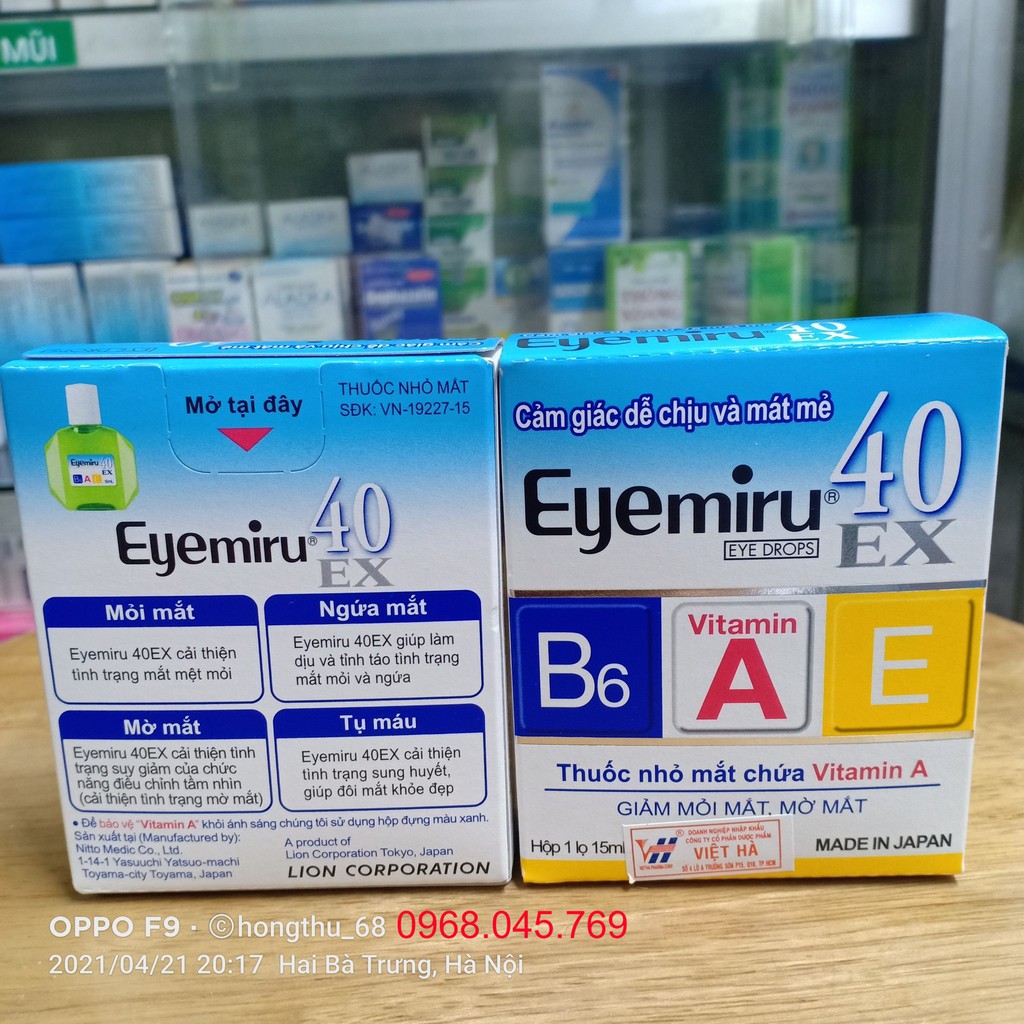 MŨI
Mở tại đây
THUỐC NHỎ MẮT
SĐK: VN-19227-15
Eyemiru 40
EX
B6 A E
Eyemiru® 40
EX
Mỏi mắt
Eyemiru 40EX cải thiện
tình trạng mắt mệt mỏi
Ngứa mắt
Eyemiru 40EX giúp làm
dịu và tỉnh táo tình trạng
mắt mỏi và ngứa
Mờ mắt
Eyemiru 40EX cải thiện tình
trạng suy giảm của chức
năng điều chỉnh tầm nhìn
(cải thiện tình trạng mờ mắt)
Tụ máu
Eyemiru 40EX cải thiện
tình trạng sung huyết,
giúp đôi mắt khỏe đẹp
• Để bảo vệ "Vitamin A" khỏi ánh sáng chúng tôi sử dụng hộp đựng màu xanh.
Sản xuất tại (Manufactured by):
Nitto Medic Co., Ltd.
1-14-1 Yasuuchi Yatsuo-machi
Toyama-city Toyama, Japan
A product of
Lion Corporation Tokyo, Japan
LION CORPORATION
Eyemiru 40
EX
Cảm giác dễ chịu và mát mẻ
Eyemiru® 40
EYE DROPS EX
B6 Vitamin A E
Thuốc nhỏ mắt chứa Vitamin A
GIẢM MỎI MẮT, MỜ MẮT
Hộp 1 lọ 15ml
DOANH NGHIỆP NHẬP KHẨU
CÔNG TY CỔ PHẦN DƯỢC PHẨM
VIỆT HÀ
MADE IN JAPAN
OPPO F9 · ©hongthu_68 0968.045.769
2021/04/21 20:17 Hai Bà Trưng, Hà Nội